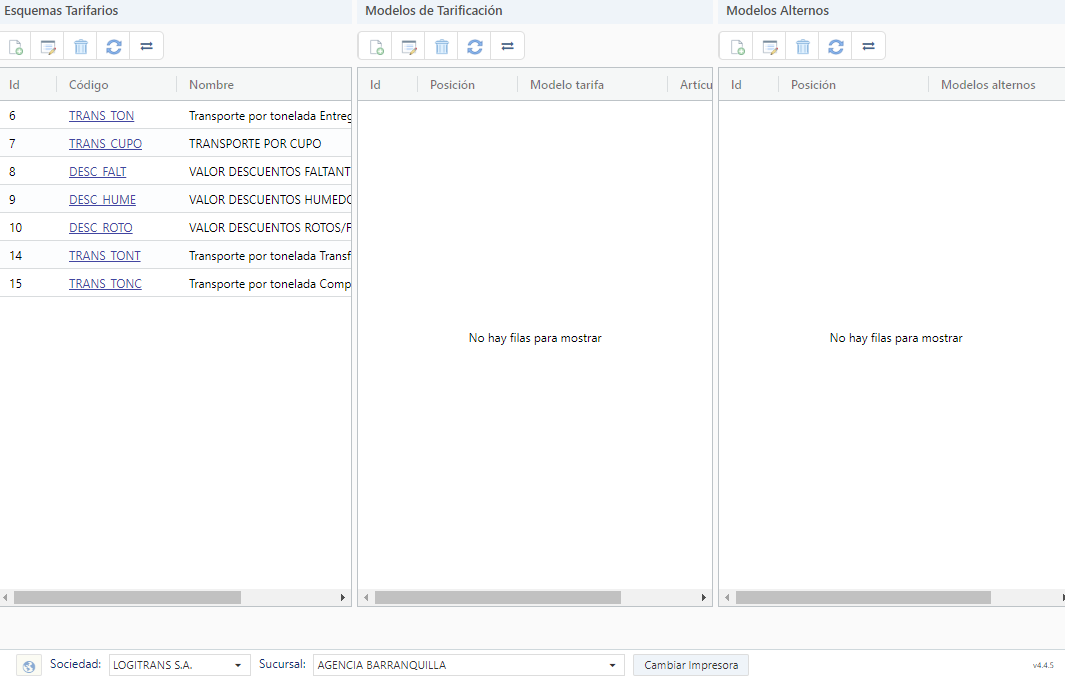 Esquemas Tarifarios
Id Código Nombre
6 TRANS_TON Transporte por tonelada Entreg
7 TRANS_CUPO TRANSPORTE POR CUPO
8 DESC_FALT VALOR DESCUENTOS FALTANT
9 DESC_HUME VALOR DESCUENTOS HUMEDO
10 DESC_ROTO VALOR DESCUENTOS ROTOS/
14 TRANS_TONT Transporte por tonelada Transf
15 TRANS_TONC Transporte por tonelada Comp
Modelos de Tarificación
Id Posición Modelo tarifa Artícu
No hay filas para mostrar
Modelos Alternos
Id Posición Modelos alternos
No hay filas para mostrar
Sociedad: LOGITRANS S.A. Sucursal: AGENCIA BARRANQUILLA Cambiar Impresora v4.4.5